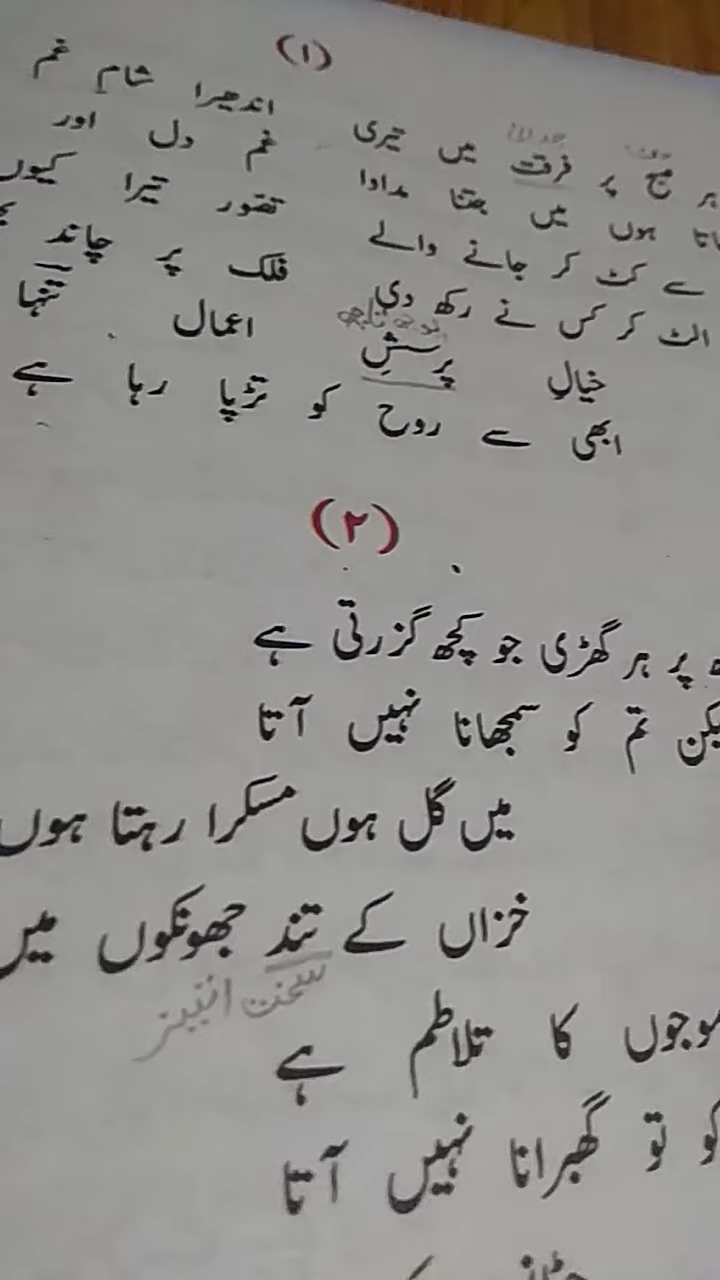 (۱)
ہر صبح پر فرقت میں تیری اندھیرا شامِ غم
ہوں میں جتنا مداوا غم دل اور
سے کٹ کر جانے والے تصور تیرا کیوں
الٹ کر کس نے رکھ دی فلک پر چاند
خیالِ پرسشِ اعمال تنہا
ابھی سے روح کو تڑپا رہا ہے
(۲)
پر ہر گھڑی جو کچھ گزرتی ہے
تم کو سمجھانا نہیں آتا
میں گل ہوں مسکرا رہتا ہوں
خزاں کے تند جھونکوں میں
سخت
موجوں کا تلاطم ہے
کو تو گھبرانا نہیں آتا